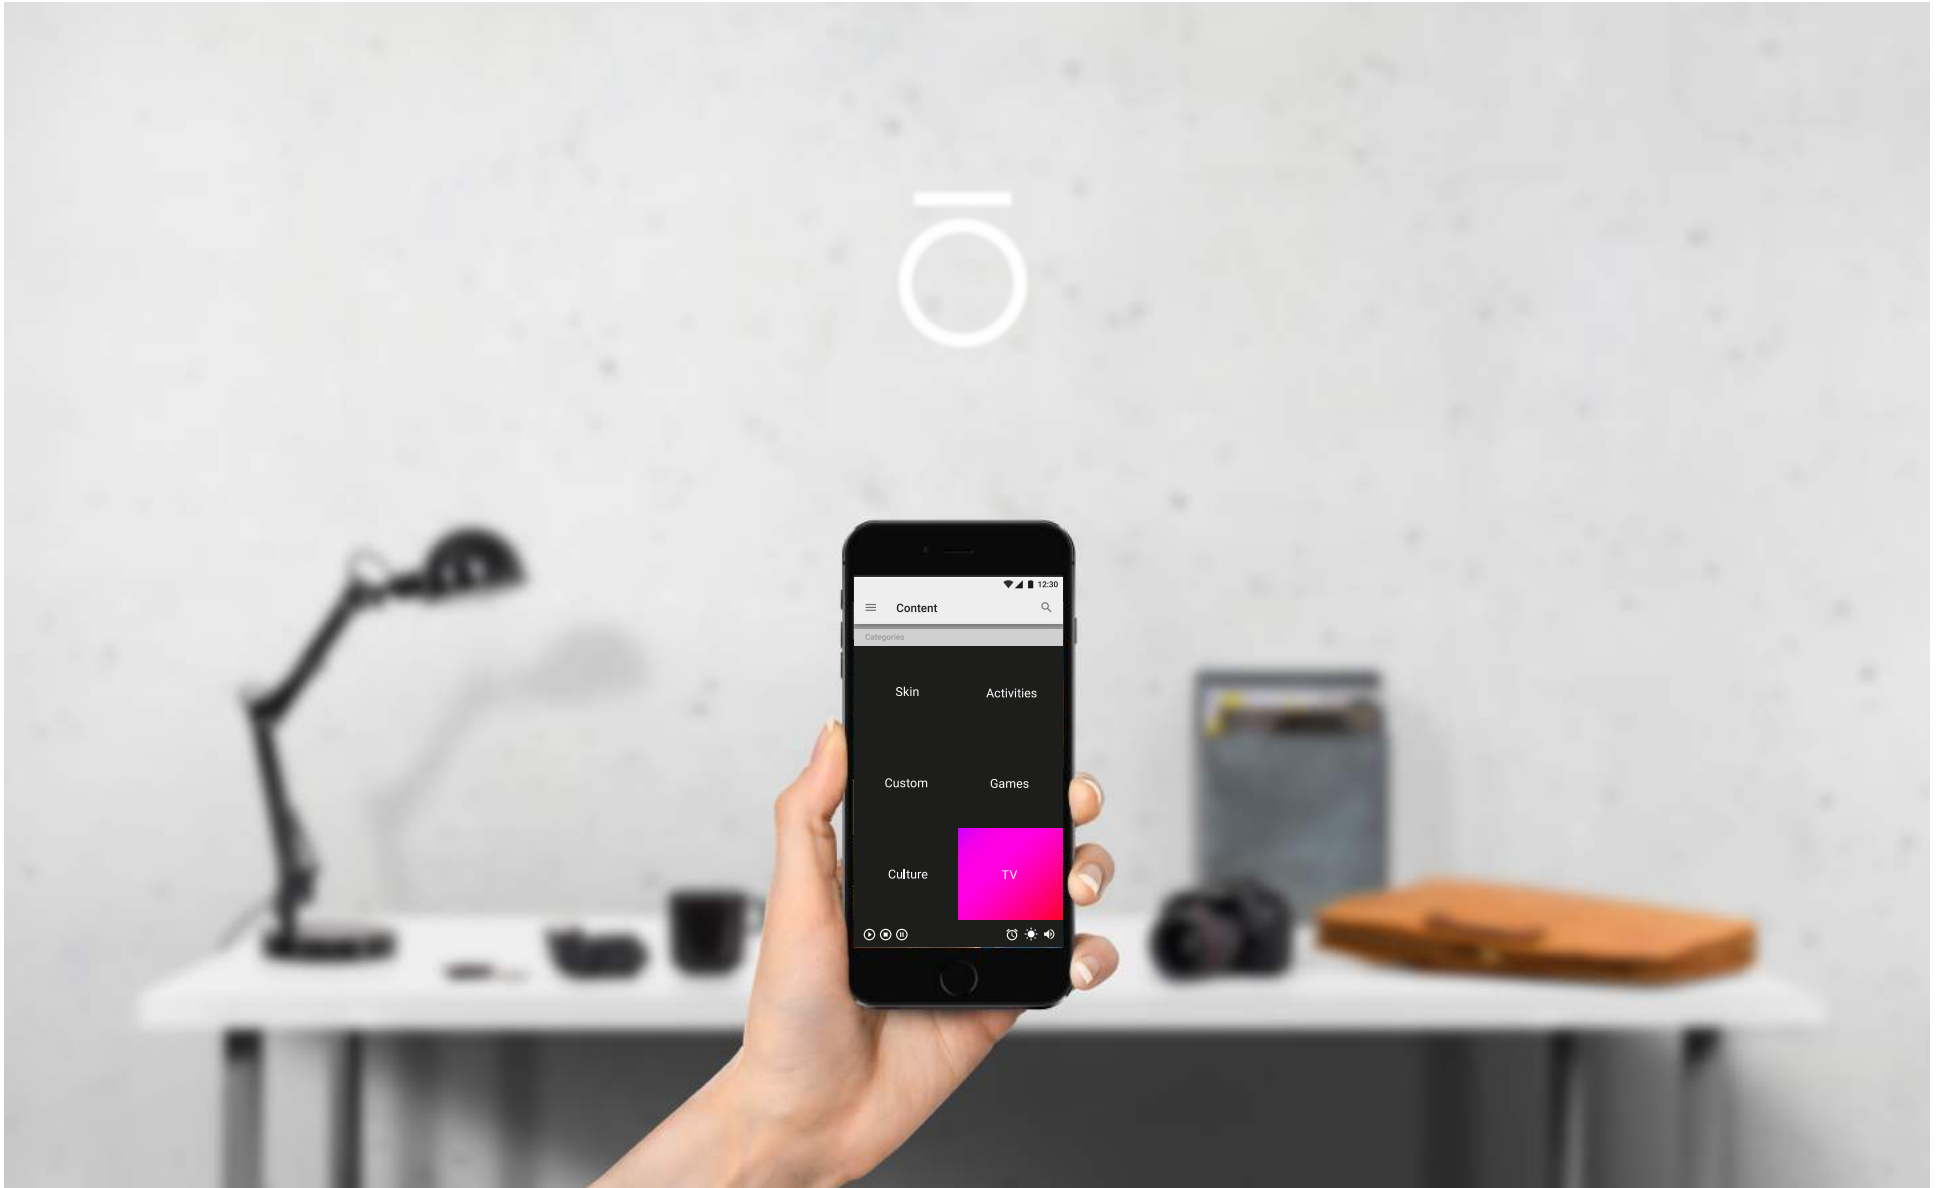 ō
12:30
Content
Categories
Skin Activities
Custom Games
Culture TV